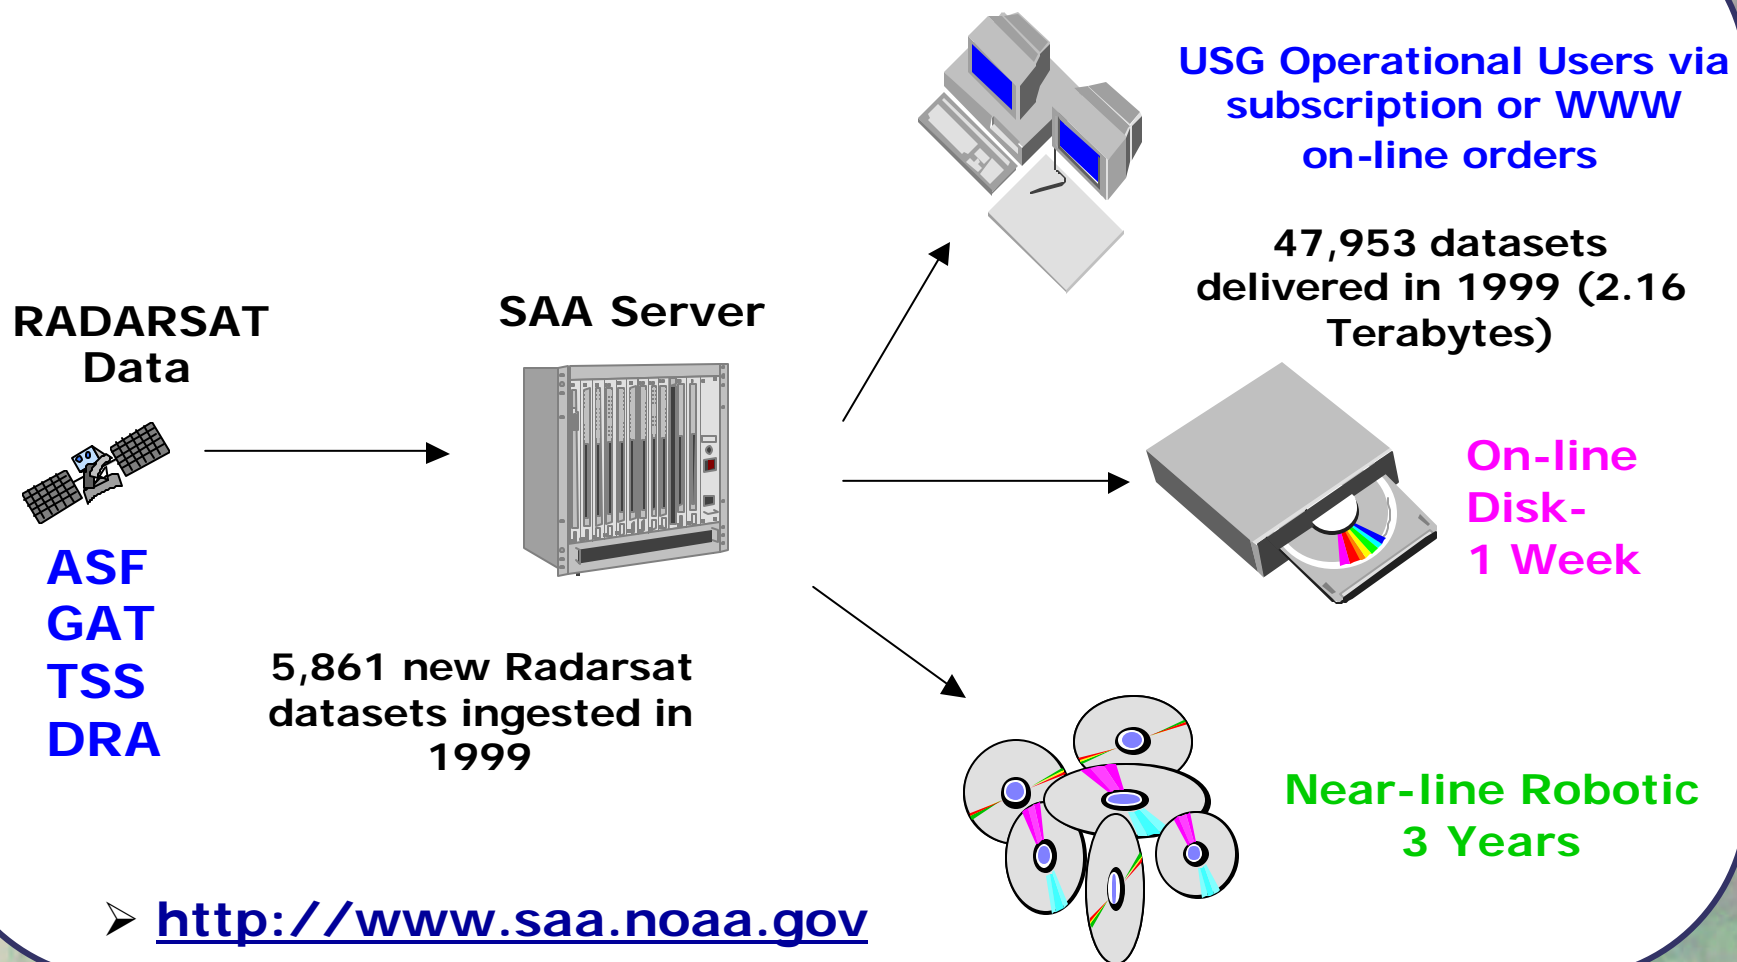 RADARSAT
Data
ASF
GAT
TSS
DRA
SAA Server
5,861 new Radarsat
datasets ingested in
1999
USG Operational Users via
subscription or WWW
on-line orders
47,953 datasets
delivered in 1999 (2.16
Terabytes)
On-line
Disk-
1 Week
Near-line Robotic
3 Years
➢ http://www.saa.noaa.gov